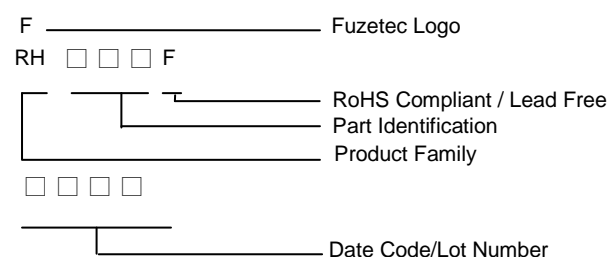 F Fuzetec Logo
RH □ □ □ F
RoHS Compliant / Lead Free
Part Identification
Product Family
□ □ □ □
Date Code/Lot Number